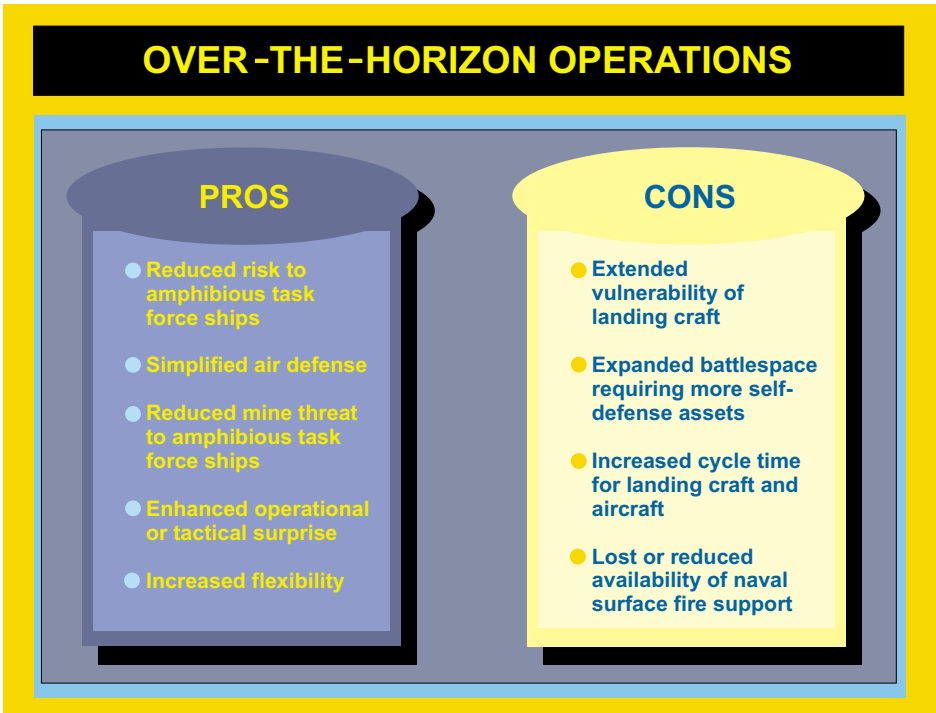 OVER-THE-HORIZON OPERATIONS
PROS
Reduced risk to
amphibious task
force ships
Simplified air defense
Reduced mine threat
to amphibious task
force ships
Enhanced operational
or tactical surprise
Increased flexibility
CONS
Extended
vulnerability of
landing craft
Expanded battlespace
requiring more self-
defense assets
Increased cycle time
for landing craft and
aircraft
Lost or reduced
availability of naval
surface fire support